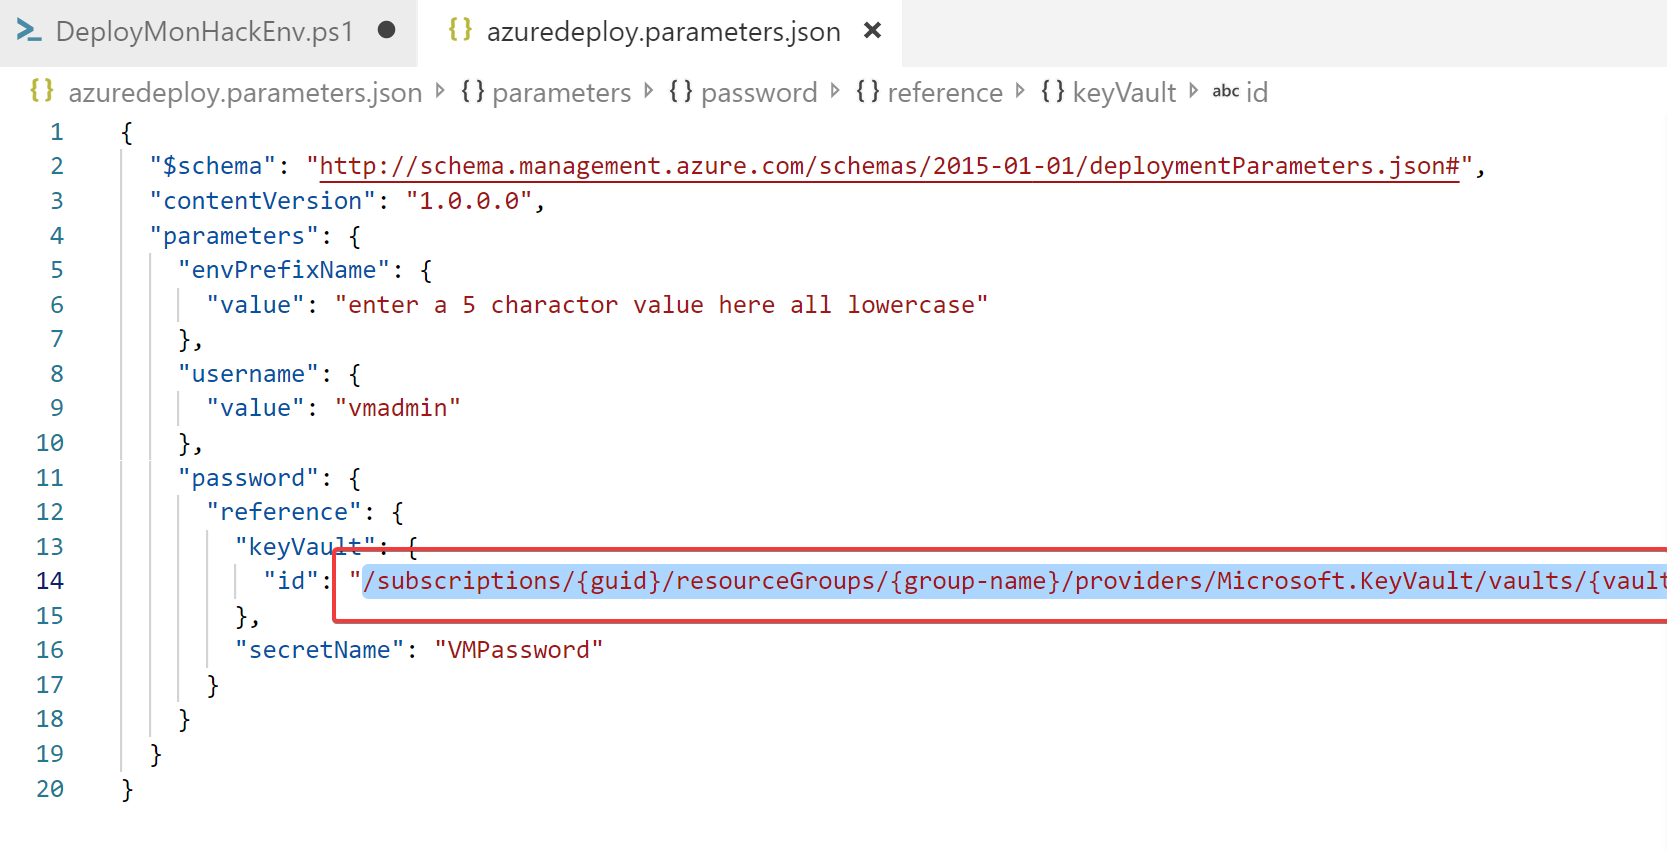 DeployMonHackEnv.ps1 ● {} azuredeploy.parameters.json ×
{} azuredeploy.parameters.json ▷ {} parameters ▷ {} password ▷ {} reference ▷ {} keyVault ▷ abc id
1 {
2 "$schema": "http://schema.management.azure.com/schemas/2015-01-01/deploymentParameters.json#",
3 "contentVersion": "1.0.0.0",
4 "parameters": {
5 "envPrefixName": {
6 "value": "enter a 5 charactor value here all lowercase"
7 },
8 "username": {
9 "value": "vmadmin"
10 },
11 "password": {
12 "reference": {
13 "keyVault": {
14 "id": "/subscriptions/{guid}/resourceGroups/{group-name}/providers/Microsoft.KeyVault/vaults/{vault
15 },
16 "secretName": "VMPassword"
17 }
18 }
19 }
20 }